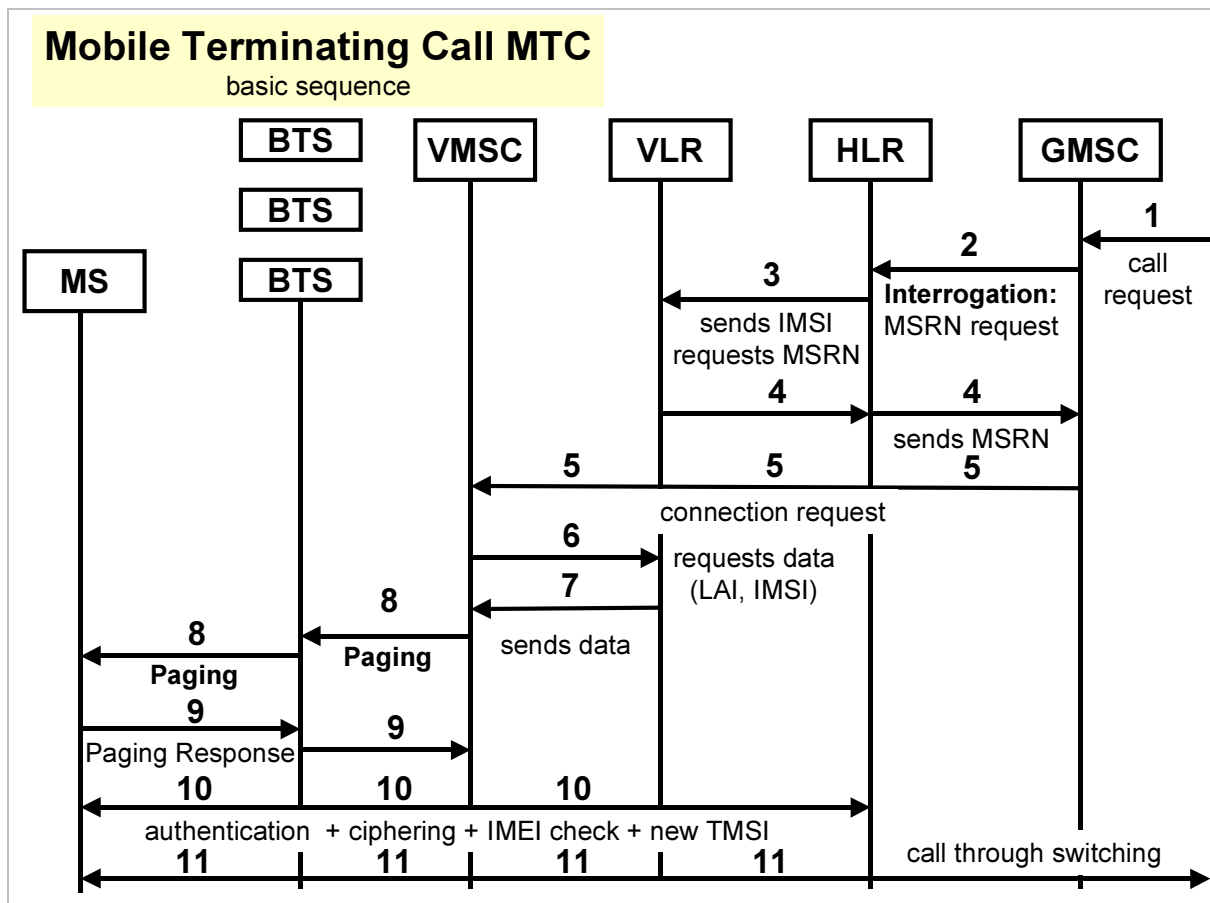 Mobile Terminating Call MTC
basic sequence
BTS
VMSC
VLR
HLR
GMSC
BTS
MS
BTS
1
call
request
2
Interrogation:
MSRN request
3
sends IMSI
requests MSRN
4
4
sends MSRN
5
5
5
connection request
6
requests data
(LAI, IMSI)
7
sends data
8
Paging
8
Paging
9
Paging Response
9
10
10
10
authentication + ciphering + IMEI check + new TMSI
11
11
11
11
call through switching